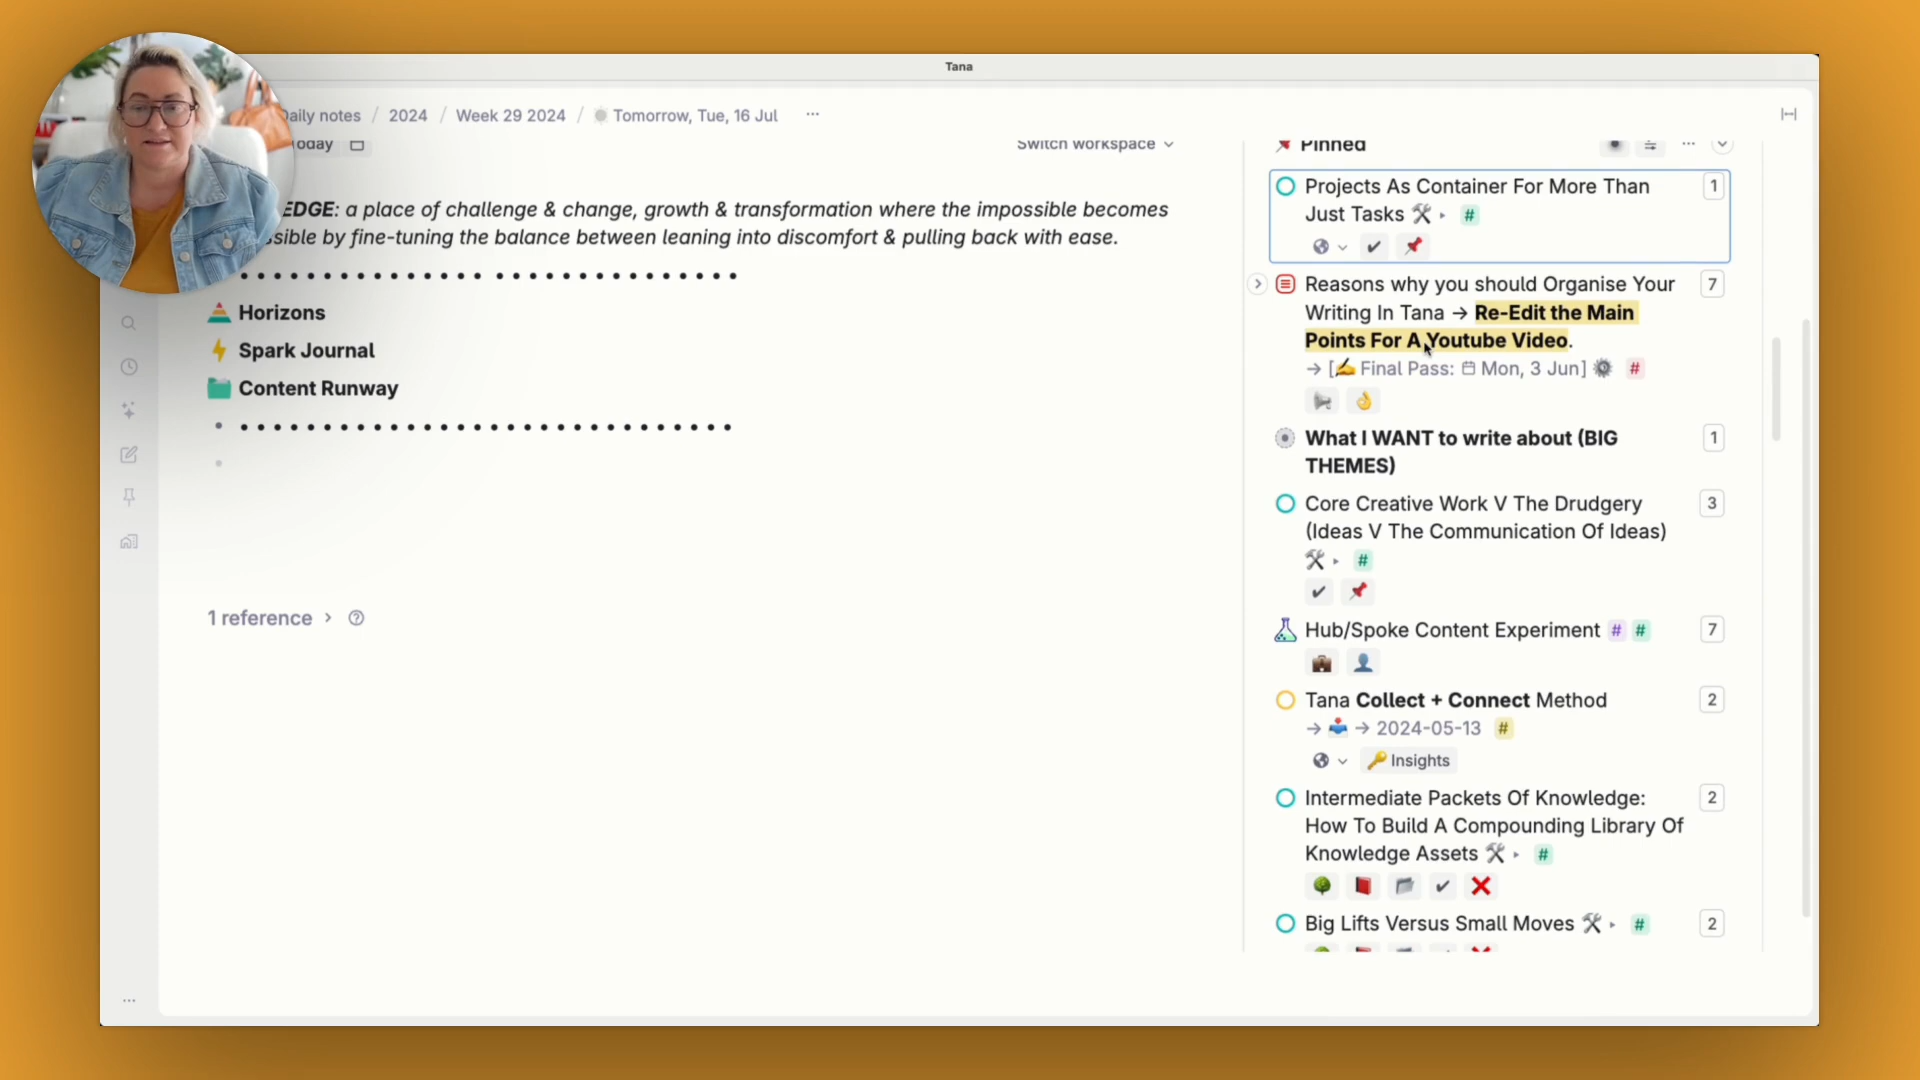 Tana
Daily notes / 2024 / Week 29 2024 / Tomorrow, Tue, 16 Jul ...
Switch workspace
EDGE: a place of challenge & change, growth & transformation where the impossible becomes
by fine-tuning the balance between leaning into discomfort & pulling back with ease.
Horizons
Spark Journal
Content Runway
1 reference
Pinned
Projects As Container For More Than 1
Just Tasks #
Reasons why you should Organise Your 7
Writing In Tana → Re-Edit the Main
Points For A Youtube Video.
→ [✍ Final Pass: Mon, 3 Jun] #
What I WANT to write about (BIG 1
THEMES)
Core Creative Work V The Drudgery 3
(Ideas V The Communication Of Ideas)
#
Hub/Spoke Content Experiment # # 7
Tana Collect + Connect Method 2
→ → 2024-05-13 #
Insights
Intermediate Packets Of Knowledge: 2
How To Build A Compounding Library Of
Knowledge Assets #
Big Lifts Versus Small Moves # 2